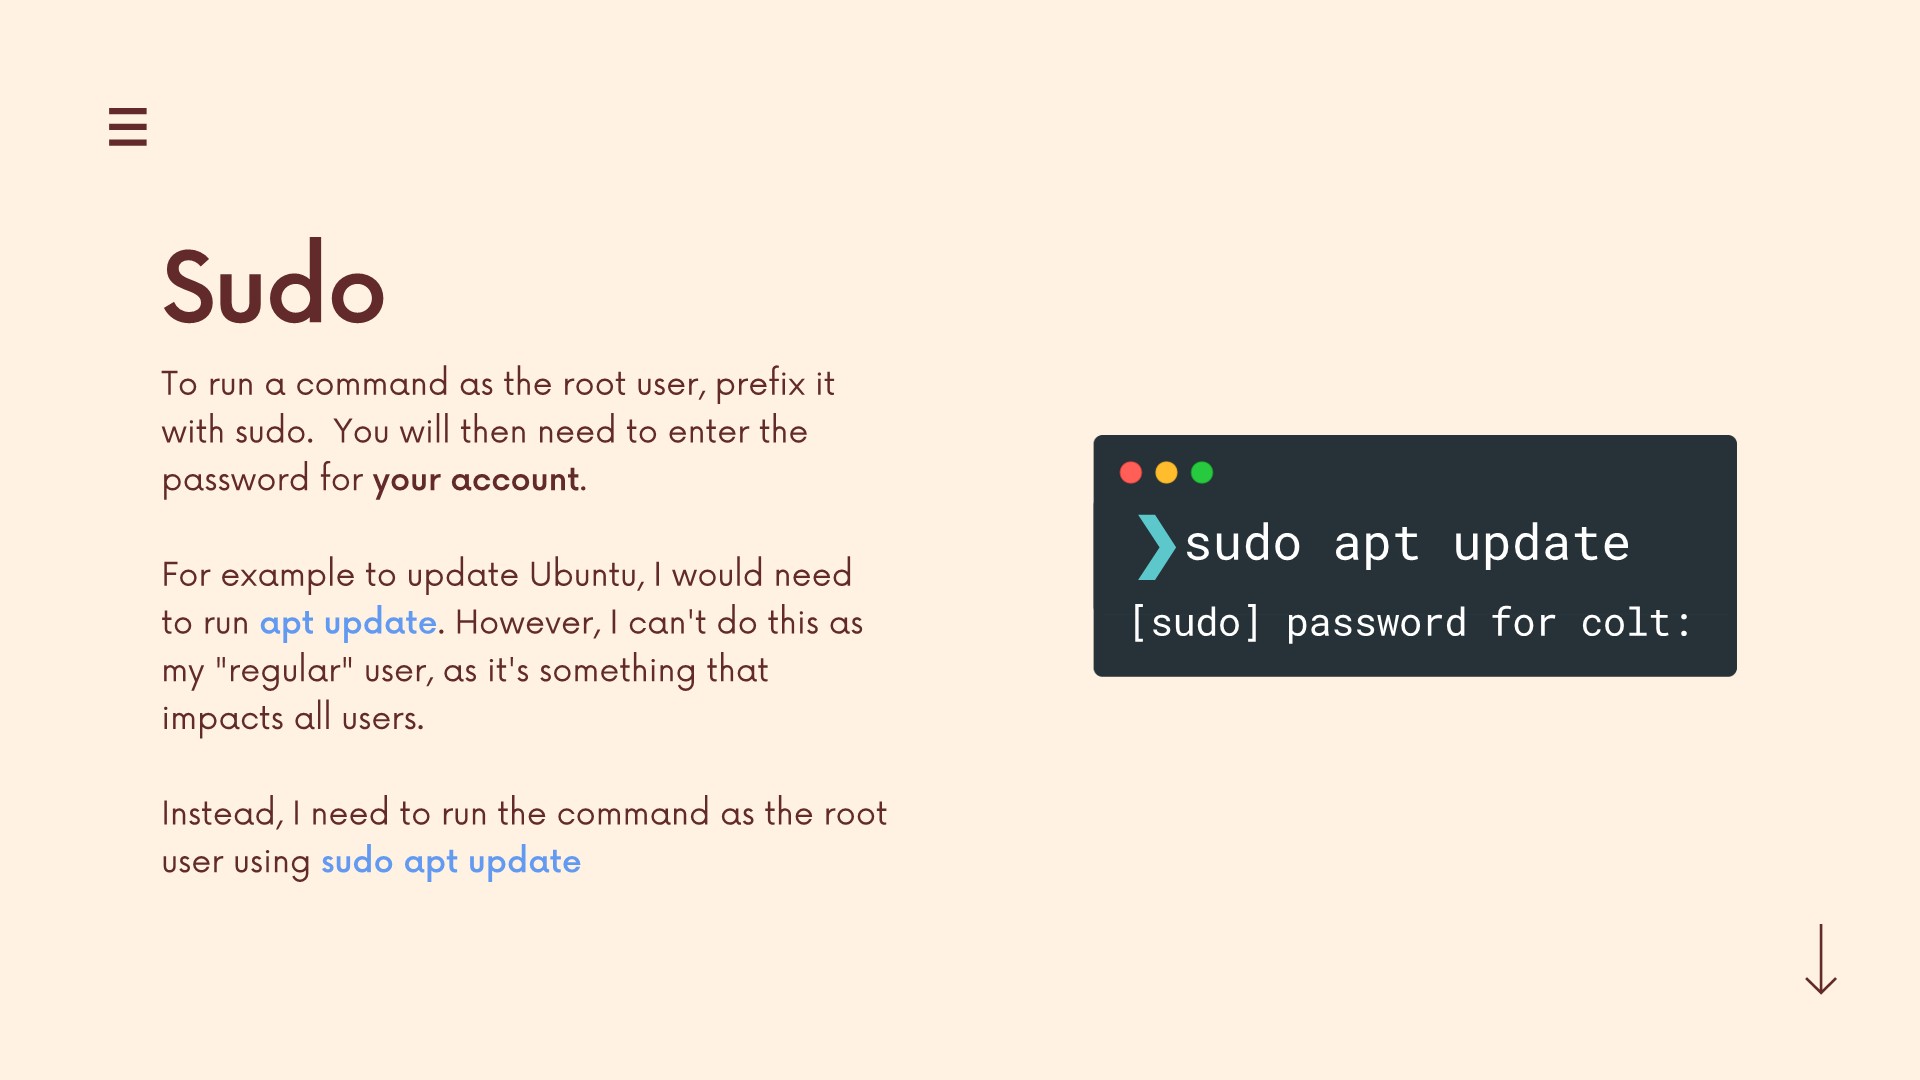 Sudo
To run a command as the root user, prefix it
with sudo.  You will then need to enter the
password for your account.
For example to update Ubuntu, I would need
to run apt update. However, I can't do this as
my "regular" user, as it's something that
impacts all users.
Instead, I need to run the command as the root
user using sudo apt update
❯sudo apt update
[sudo] password for colt: